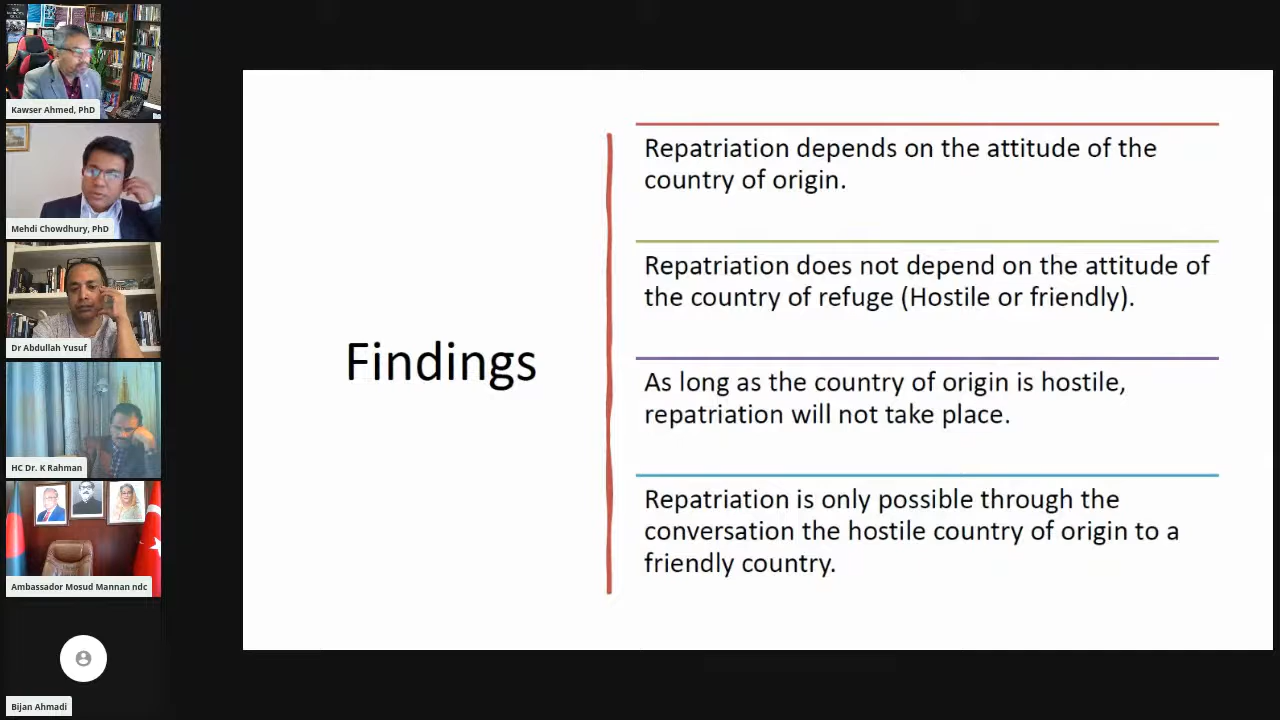 Kawser Ahmed, PhD
Mehdi Chowdhury, PhD
Dr Abdullah Yusuf
HC Dr. K Rahman
Ambassador Mosud Mannan ndc
Bijan Ahmadi
Findings
Repatriation depends on the attitude of the
country of origin.
Repatriation does not depend on the attitude of
the country of refuge (Hostile or friendly).
As long as the country of origin is hostile,
repatriation will not take place.
Repatriation is only possible through the
conversation the hostile country of origin to a
friendly country.